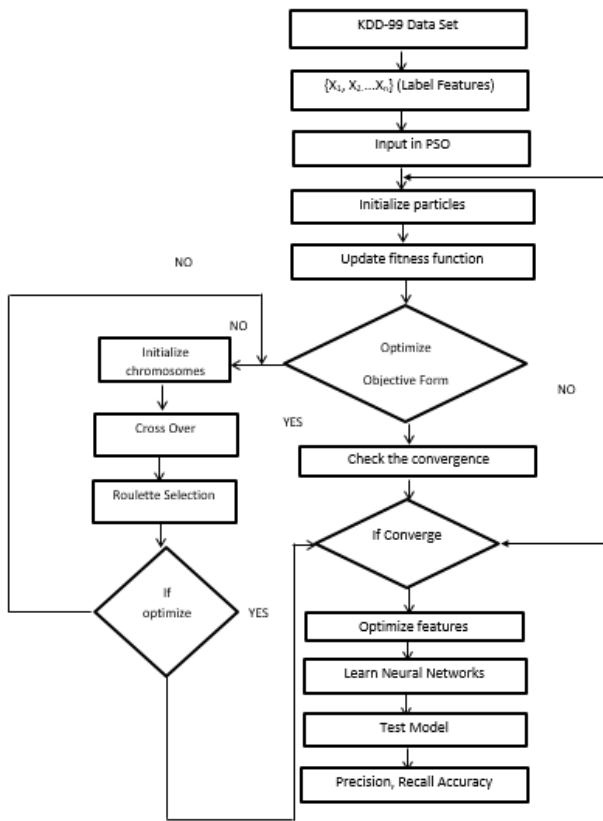 KDD-99 Data Set
{X₁, X₂....Xₙ} (Label Features)
Input in PSO
Initialize particles
Update fitness function
NO
NO
Optimize
Objective Form
NO
Initialize
chromosomes
Cross Over
Roulette Selection
If
optimize
YES
YES
Check the convergence
If Converge
Optimize features
Learn Neural Networks
Test Model
Precision, Recall Accuracy